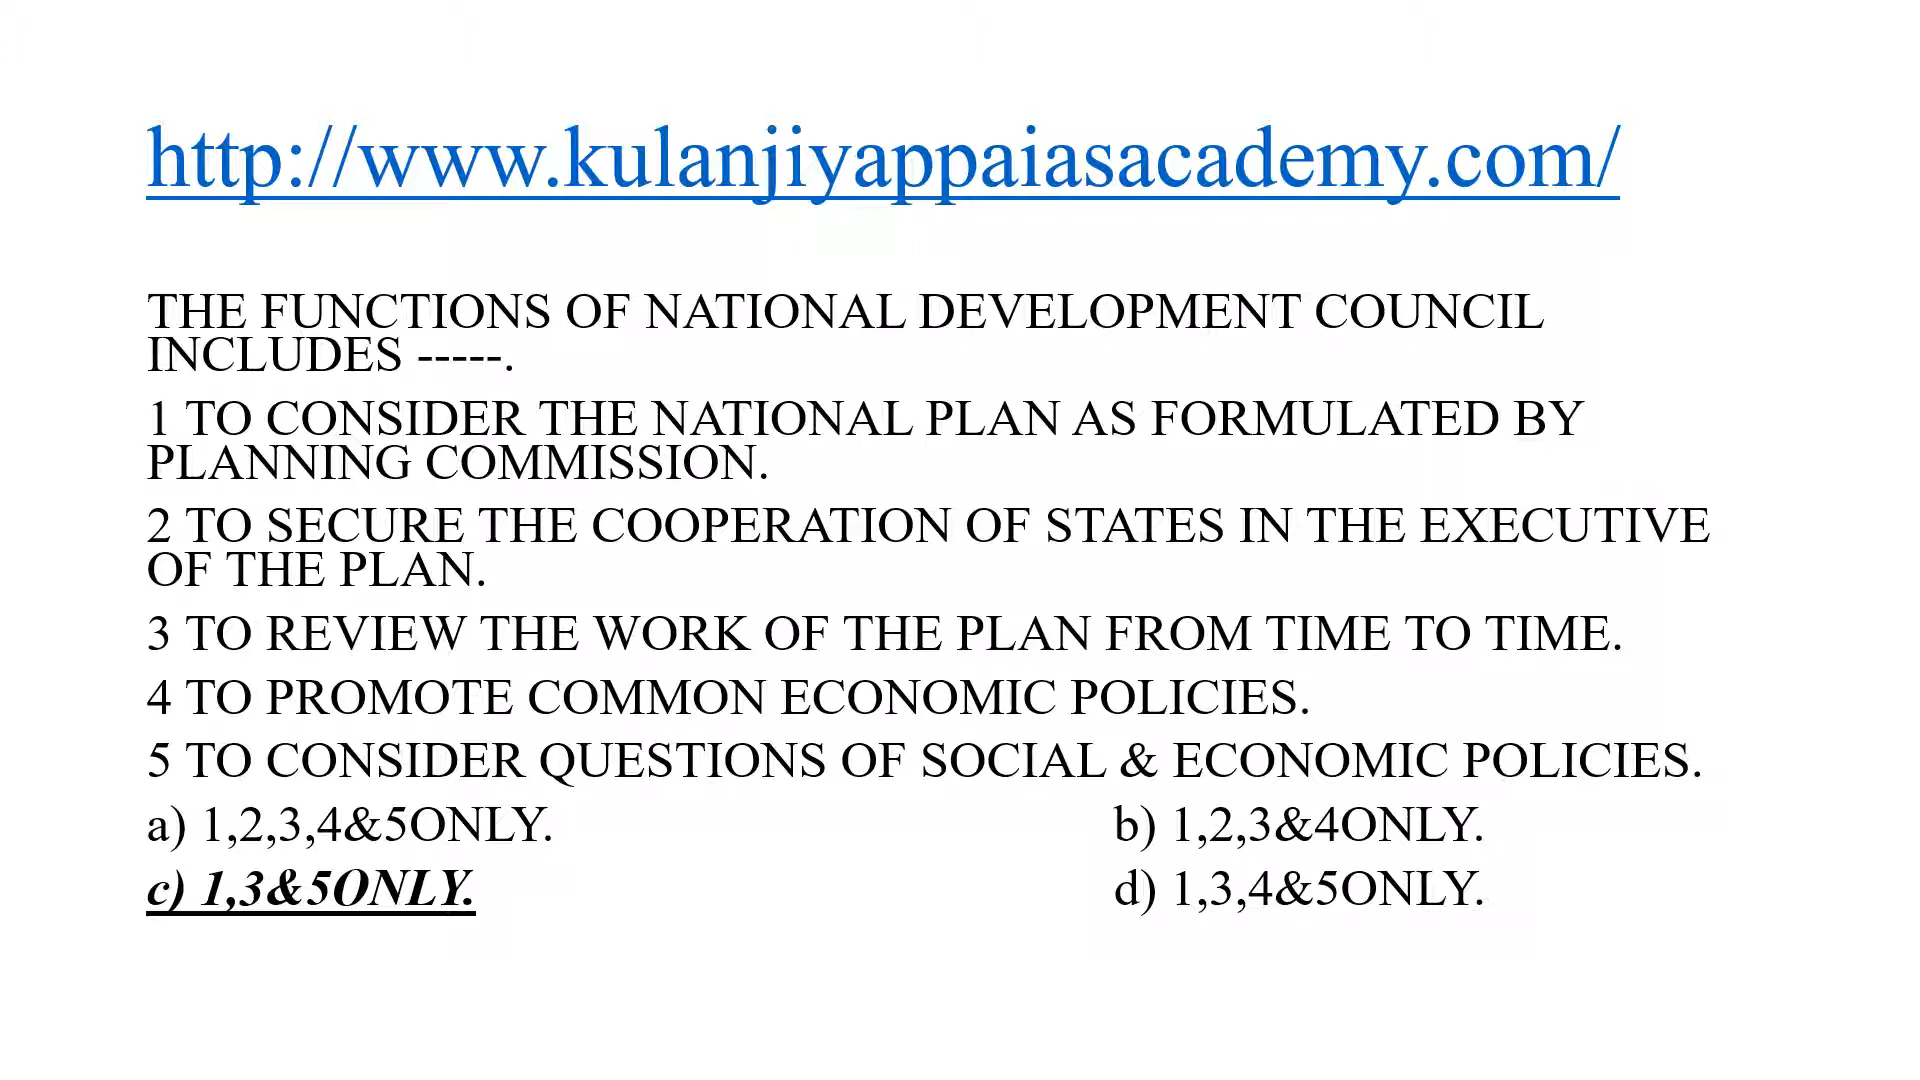 http://www.kulanjiyappaiasacademy.com/
THE FUNCTIONS OF NATIONAL DEVELOPMENT COUNCIL
INCLUDES -----.
1 TO CONSIDER THE NATIONAL PLAN AS FORMULATED BY
PLANNING COMMISSION.
2 TO SECURE THE COOPERATION OF STATES IN THE EXECUTIVE
OF THE PLAN.
3 TO REVIEW THE WORK OF THE PLAN FROM TIME TO TIME.
4 TO PROMOTE COMMON ECONOMIC POLICIES.
5 TO CONSIDER QUESTIONS OF SOCIAL & ECONOMIC POLICIES.
a) 1,2,3,4&5ONLY. b) 1,2,3&4ONLY.
c) 1,3&5ONLY. d) 1,3,4&5ONLY.